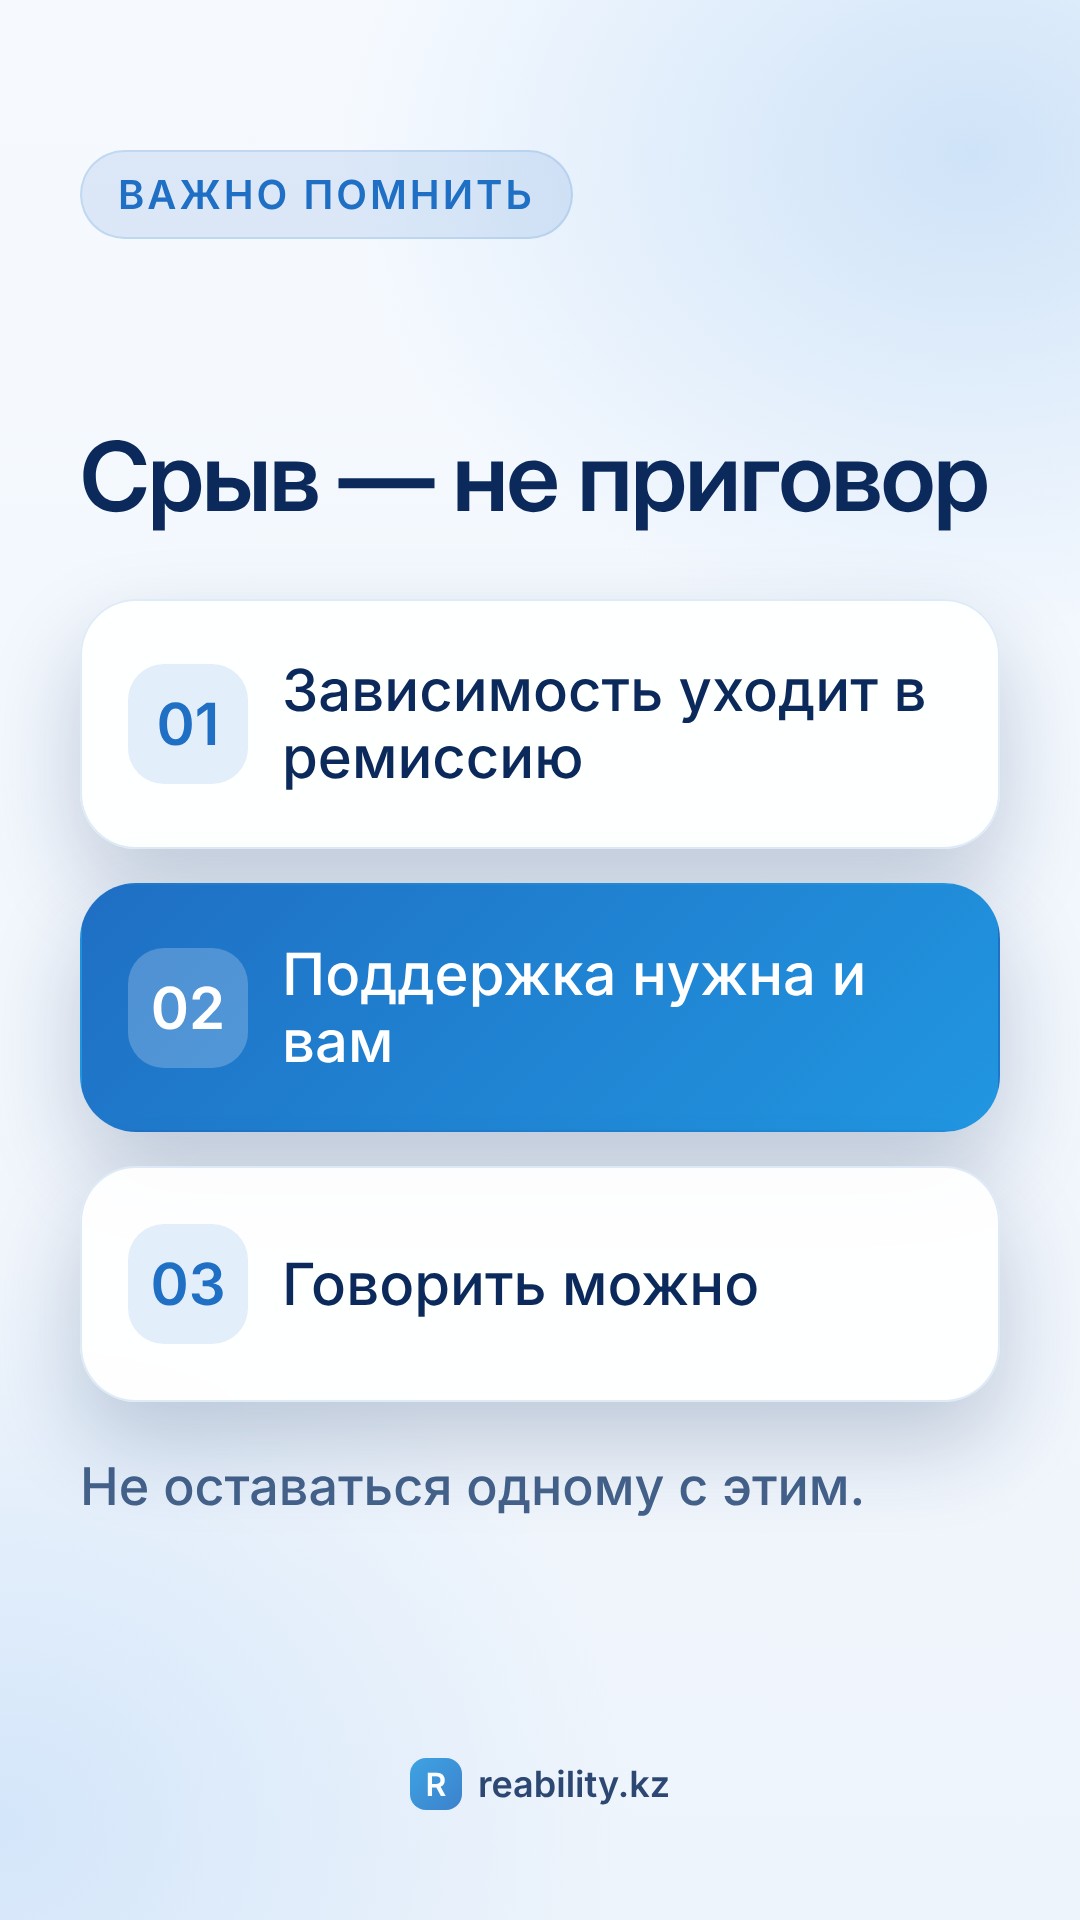 ВАЖНО ПОМНИТЬ
Срыв — не приговор
01
Зависимость уходит в
ремиссию
02
Поддержка нужна и
вам
03
Говорить можно
Не оставаться одному с этим.
R reability.kz